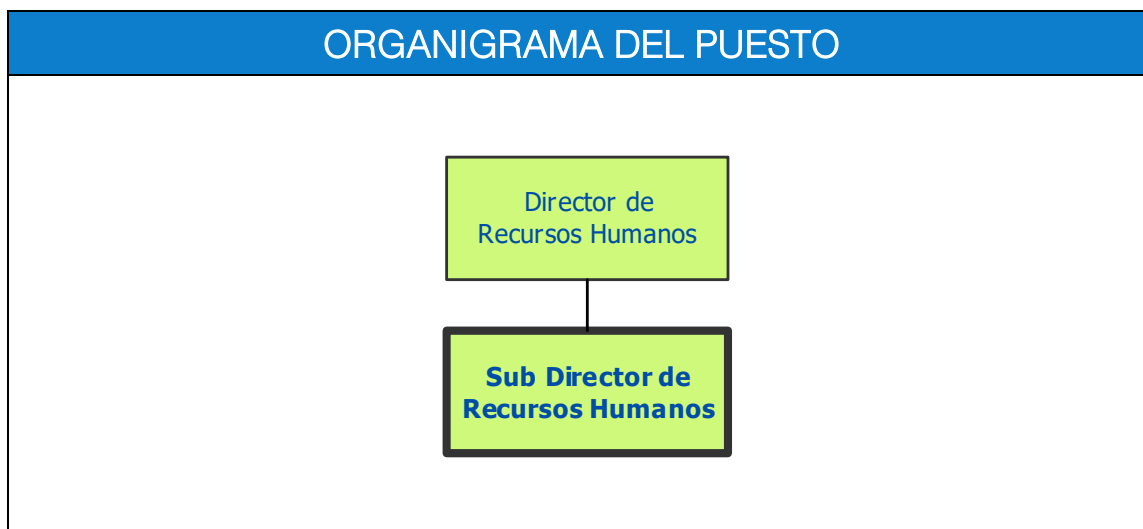 ORGANIGRAMA DEL PUESTO
Director de
Recursos Humanos
Sub Director de
Recursos Humanos